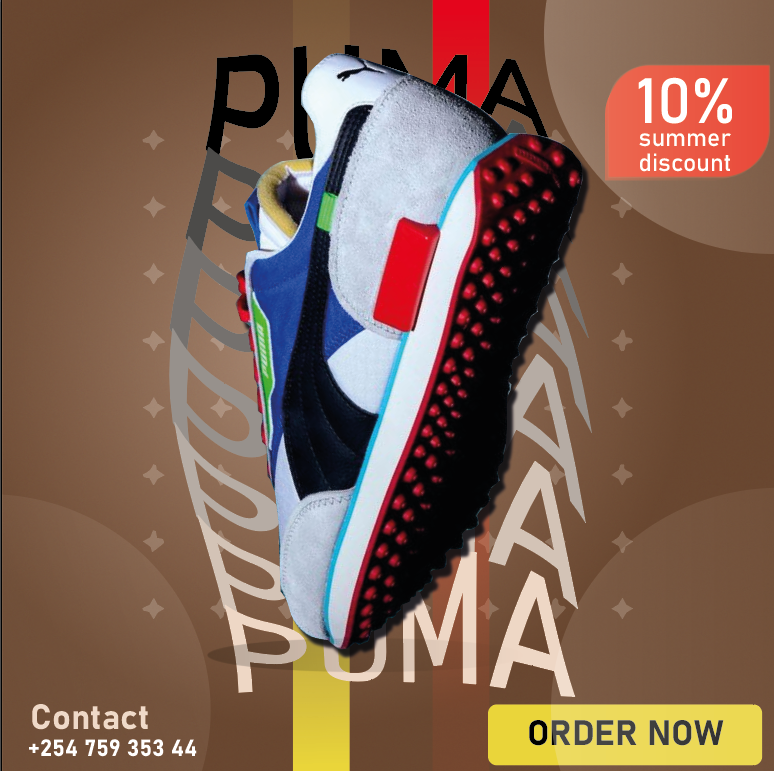 PUMA
10%
summer
discount
PUMA
Contact
+254 759 353 44
ORDER NOW